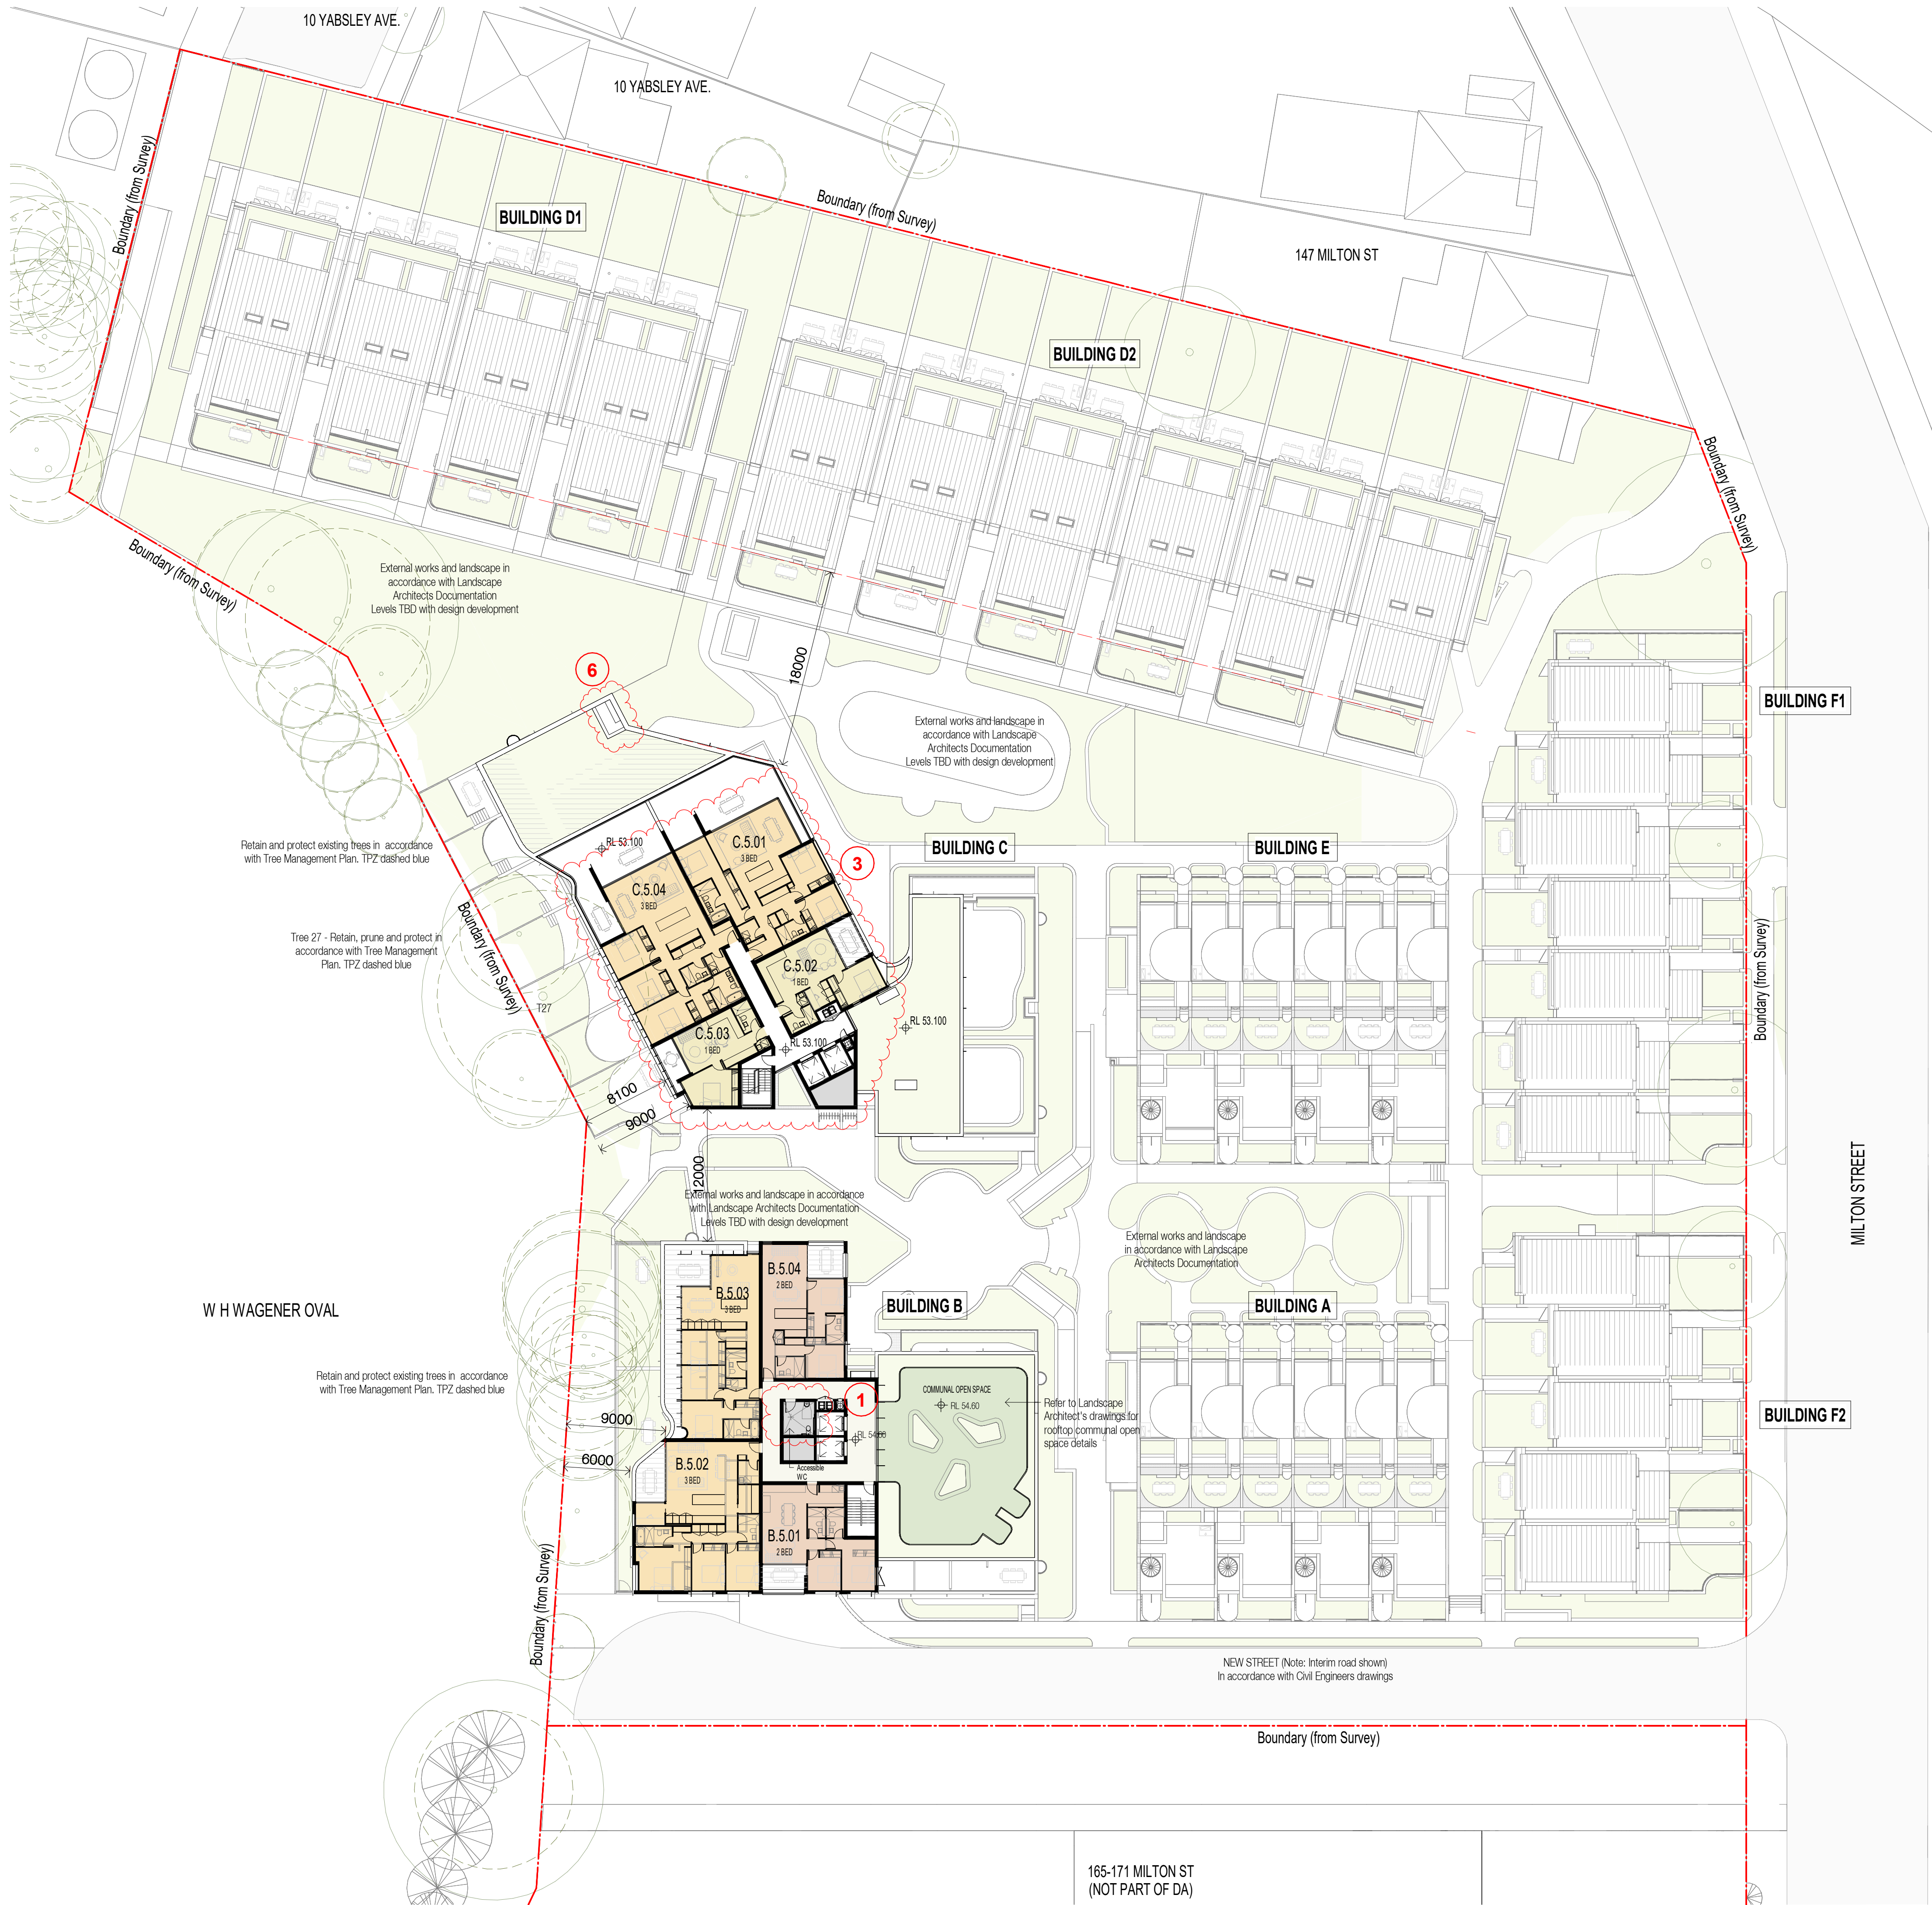 10 YABSLEY AVE.
10 YABSLEY AVE.
Boundary (from Survey)
BUILDING D1
Boundary (from Survey)
147 MILTON ST
BUILDING D2
Boundary (from Survey)
Boundary (from Survey)
External works and landscape in
accordance with Landscape
Architects Documentation
Levels TBD with design development
6
18000
BUILDING F1
External works and landscape in
accordance with Landscape
Architects Documentation
Levels TBD with design development
Retain and protect existing trees in accordance
with Tree Management Plan. TPZ dashed blue
RL 53.100
C.5.01
3 BED
3
BUILDING C
BUILDING E
C.5.04
3 BED
Boundary (from Survey)
Tree 27 - Retain, prune and protect in
accordance with Tree Management
Plan. TPZ dashed blue
T27
C.5.02
1 BED
Boundary (from Survey)
RL 53.100
C.5.03
1 BED
RL 53.100
8100
9000
12000
MILTON STREET
External works and landscape in accordance
with Landscape Architects Documentation
Levels TBD with design development
External works and landscape
in accordance with Landscape
Architects Documentation
W H WAGENER OVAL
B.5.04
2 BED
B.5.03
3 BED
BUILDING B
BUILDING A
Retain and protect existing trees in accordance
with Tree Management Plan. TPZ dashed blue
1
COMMUNAL OPEN SPACE
RL 54.60
Refer to Landscape
Architect's drawings for
rooftop communal open
space details
BUILDING F2
9000
RL 54.60
6000
B.5.02
3 BED
Accessible
WC
B.5.01
2 BED
Boundary (from Survey)
NEW STREET (Note: Interim road shown)
In accordance with Civil Engineers drawings
Boundary (from Survey)
165-171 MILTON ST
(NOT PART OF DA)